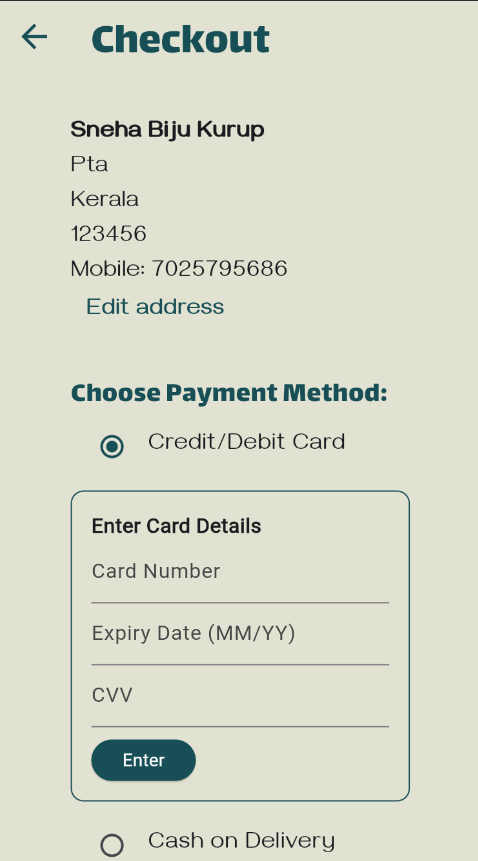 Checkout
Sneha Biju Kurup
Pta
Kerala
123456
Mobile: 7025795686
Edit address
Choose Payment Method:
Credit/Debit Card
Enter Card Details
Card Number
Expiry Date (MM/YY)
CVV
Enter
Cash on Delivery